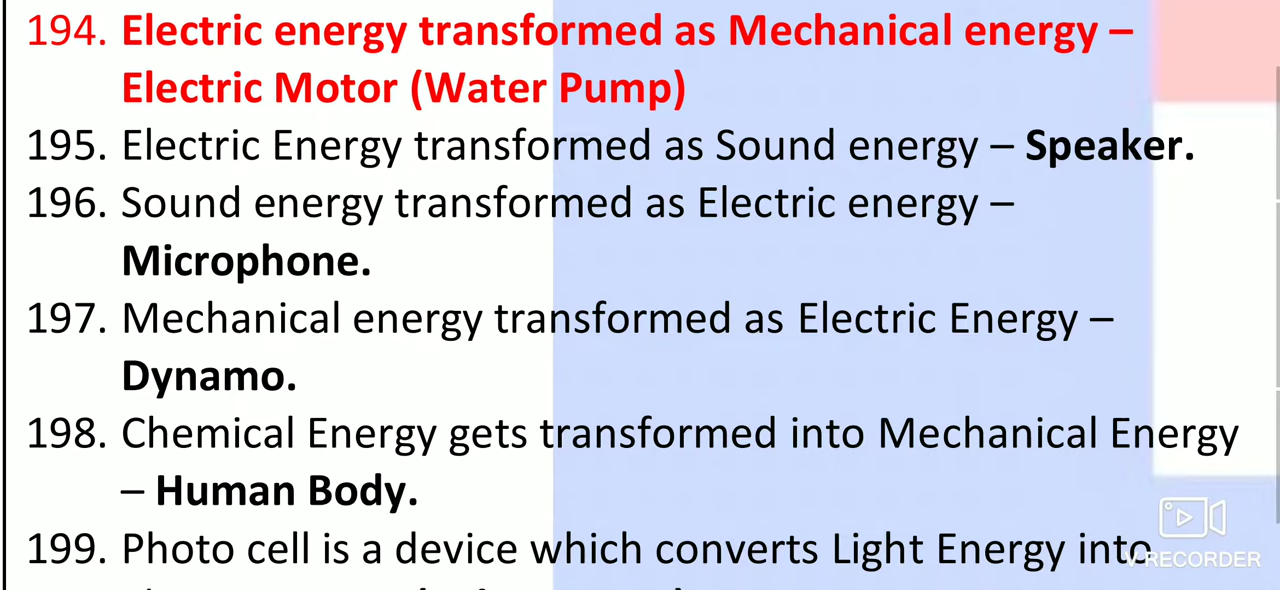 194. Electric energy transformed as Mechanical energy –
Electric Motor (Water Pump)
195. Electric Energy transformed as Sound energy – Speaker.
196. Sound energy transformed as Electric energy –
Microphone.
197. Mechanical energy transformed as Electric Energy –
Dynamo.
198. Chemical Energy gets transformed into Mechanical Energy
– Human Body.
199. Photo cell is a device which converts Light Energy into
V-RECORDER